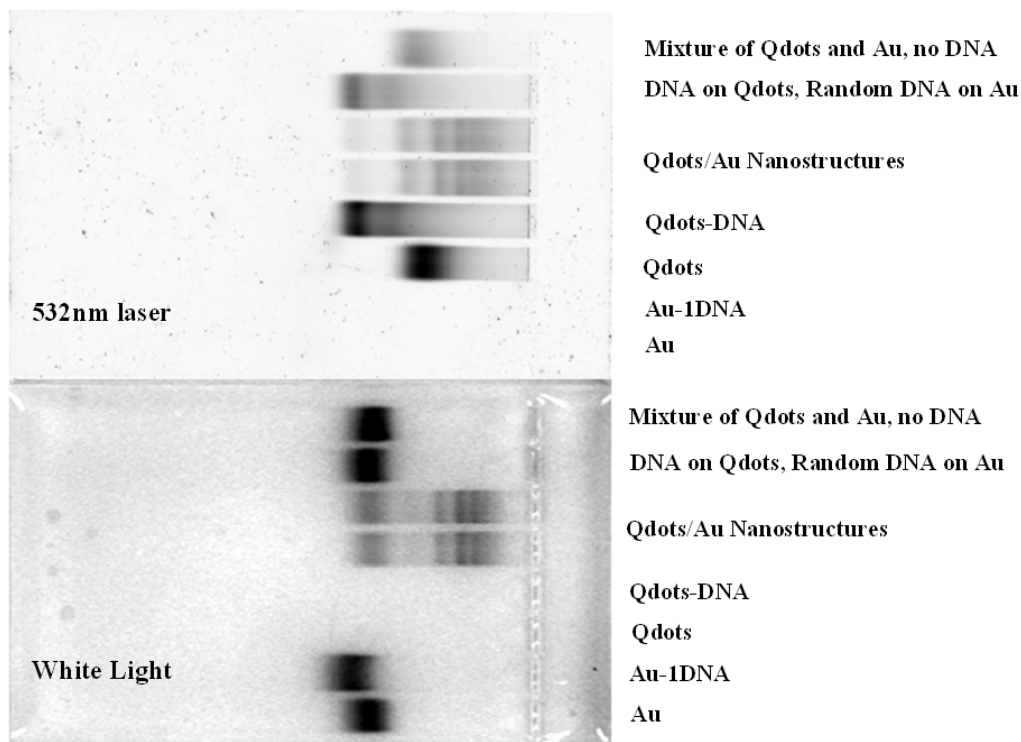 Mixture of Qdots and Au, no DNA
DNA on Qdots, Random DNA on Au
Qdots/Au Nanostructures
Qdots-DNA
Qdots
532nm laser
Au-1DNA
Au
Mixture of Qdots and Au, no DNA
DNA on Qdots, Random DNA on Au
Qdots/Au Nanostructures
Qdots-DNA
Qdots
White Light
Au-1DNA
Au